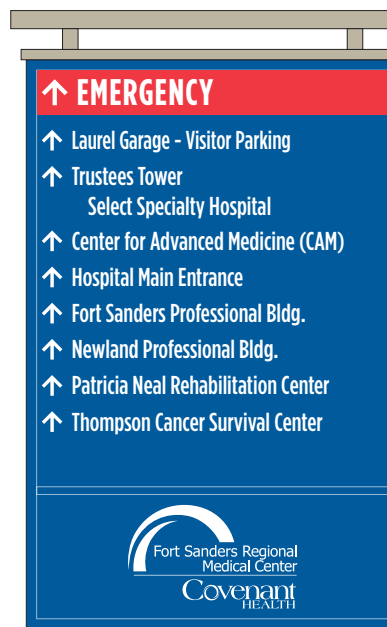 ↑ EMERGENCY
↑ Laurel Garage - Visitor Parking
↑ Trustees Tower
Select Specialty Hospital
↑ Center for Advanced Medicine (CAM)
↑ Hospital Main Entrance
↑ Fort Sanders Professional Bldg.
↑ Newland Professional Bldg.
↑ Patricia Neal Rehabilitation Center
↑ Thompson Cancer Survival Center
Fort Sanders Regional
Medical Center
Covenant
HEALTH